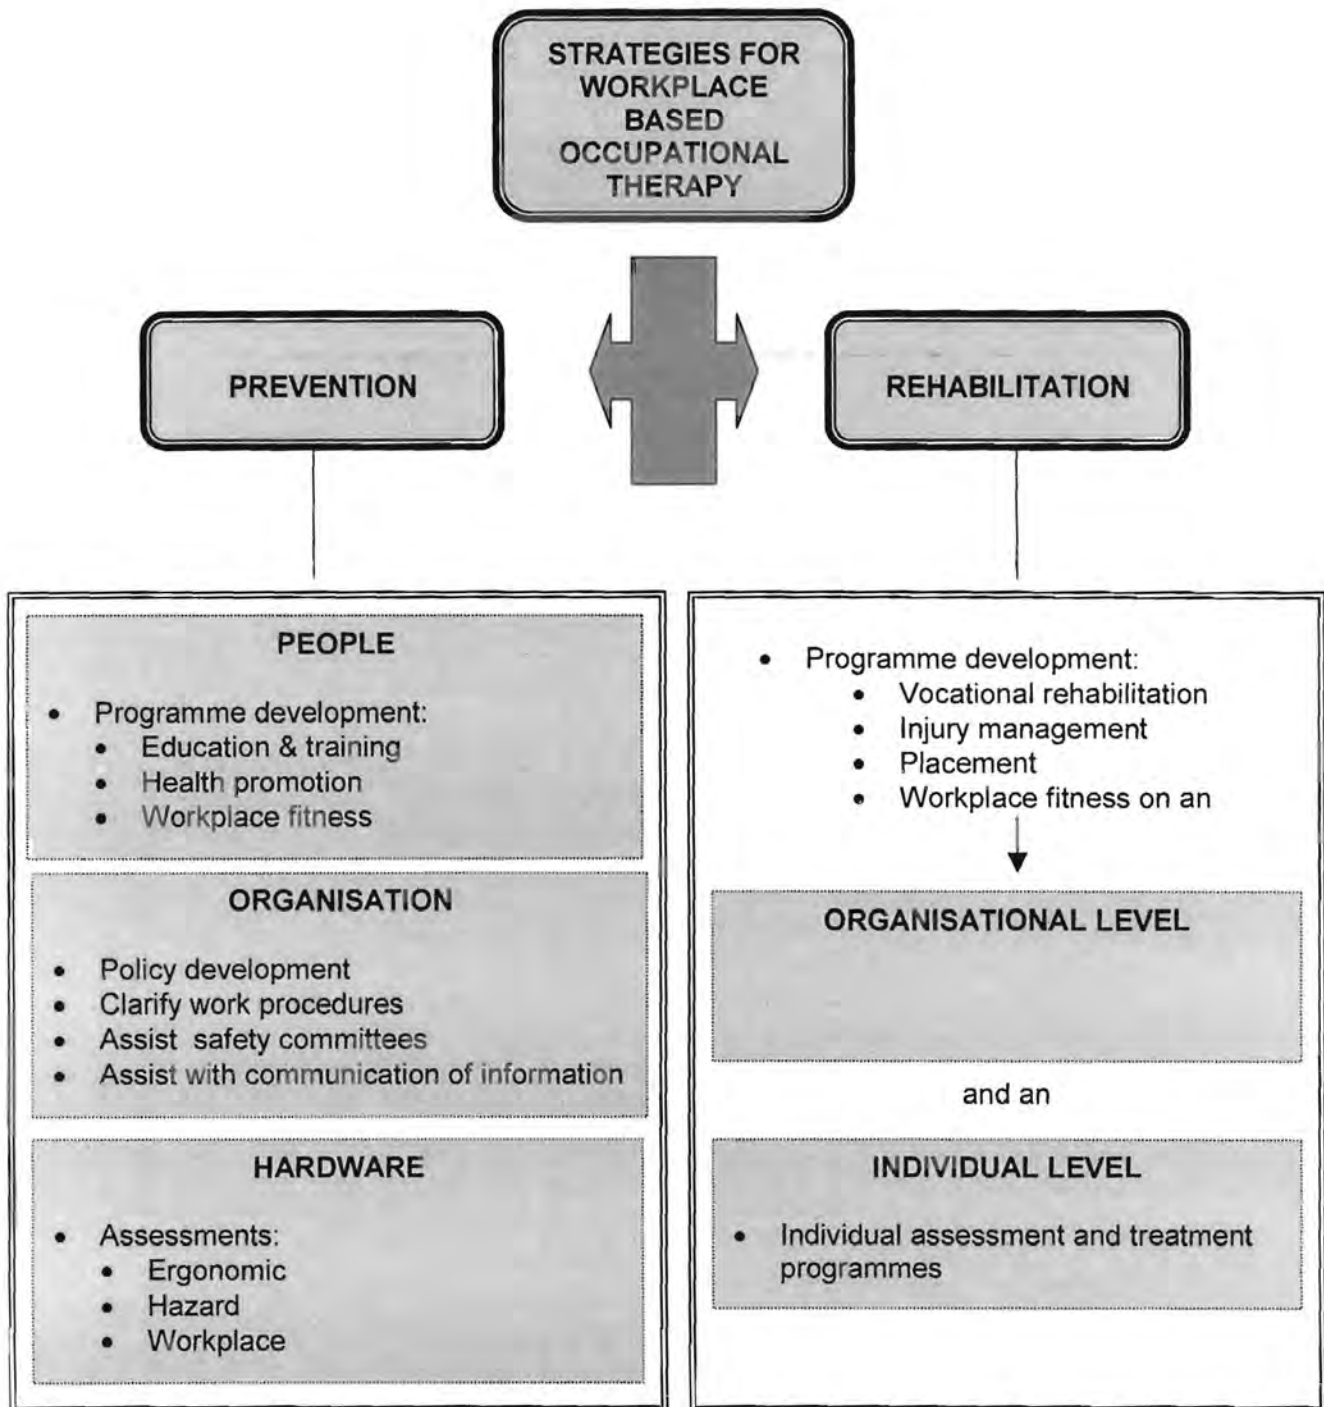 STRATEGIES FOR
WORKPLACE
BASED
OCCUPATIONAL
THERAPY
PREVENTION
REHABILITATION
PEOPLE
• Programme development:
• Education & training
• Health promotion
• Workplace fitness
ORGANISATION
• Policy development
• Clarify work procedures
• Assist safety committees
• Assist with communication of information
HARDWARE
• Assessments:
• Ergonomic
• Hazard
• Workplace
• Programme development:
• Vocational rehabilitation
• Injury management
• Placement
• Workplace fitness on an
ORGANISATIONAL LEVEL
and an
INDIVIDUAL LEVEL
• Individual assessment and treatment
programmes